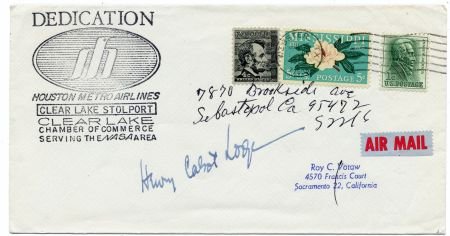 DEDICATION
HOUSTON METRO AIRLINES
CLEAR LAKE STOLPORT
CLEAR LAKE
CHAMBER OF COMMERCE
SERVING THE NASA AREA
MISSISSIPPI
5¢
U.S. POSTAGE
7870 Brookside ave
Sebastopol Ca 95472
AIR MAIL
Henry Cabot Lodge
Roy C. Potaw
4570 Francis Court
Sacramento 22, California